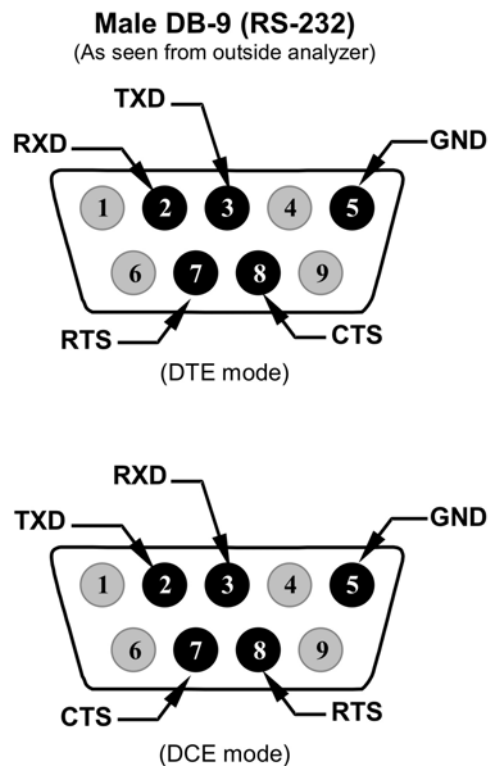 Male DB-9 (RS-232)
(As seen from outside analyzer)
TXD
RXD
GND
1 2 3 4 5
6 7 8 9
RTS
CTS
(DTE mode)
RXD
TXD
GND
1 2 3 4 5
6 7 8 9
CTS
RTS
(DCE mode)